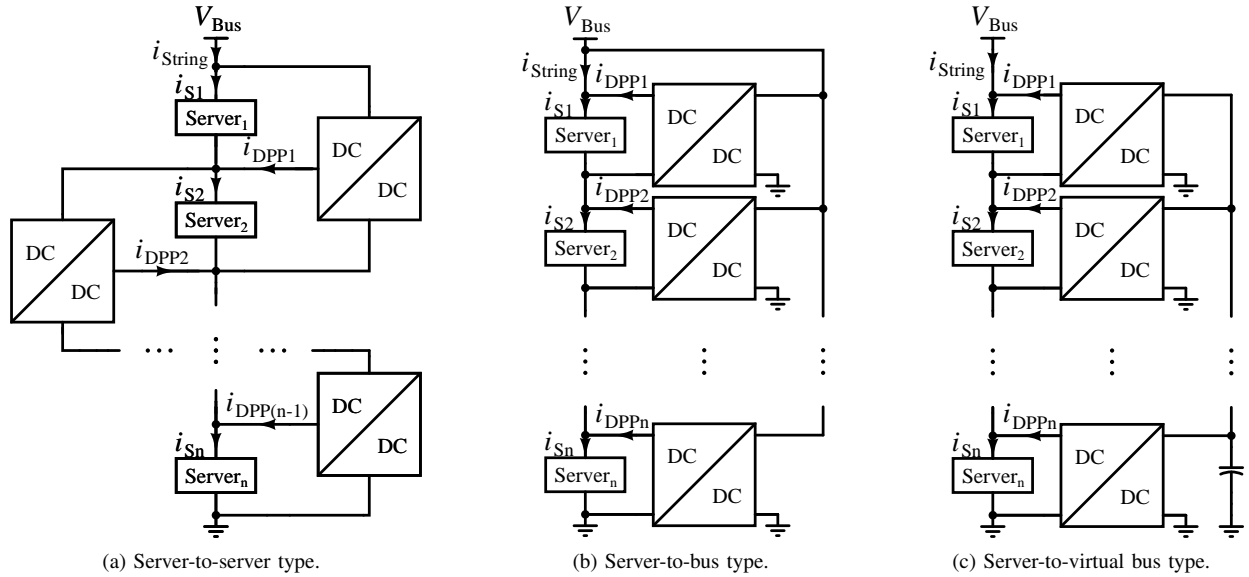 V_Bus
i_String
i_S1
Server_1
i_DPP1
DC
DC
i_S2
Server_2
DC
DC
i_DPP2
... ⋮ ...
i_DPP(n-1)
DC
DC
i_Sn
Server_n
(a) Server-to-server type.
V_Bus
i_String
i_DPP1
i_S1
Server_1
DC
DC
i_DPP2
i_S2
Server_2
DC
DC
⋮ ⋮ ⋮
i_DPPn
i_Sn
Server_n
DC
DC
(b) Server-to-bus type.
V_Bus
i_String
i_DPP1
i_S1
Server_1
DC
DC
i_DPP2
i_S2
Server_2
DC
DC
⋮ ⋮ ⋮
i_DPPn
i_Sn
Server_n
DC
DC
(c) Server-to-virtual bus type.